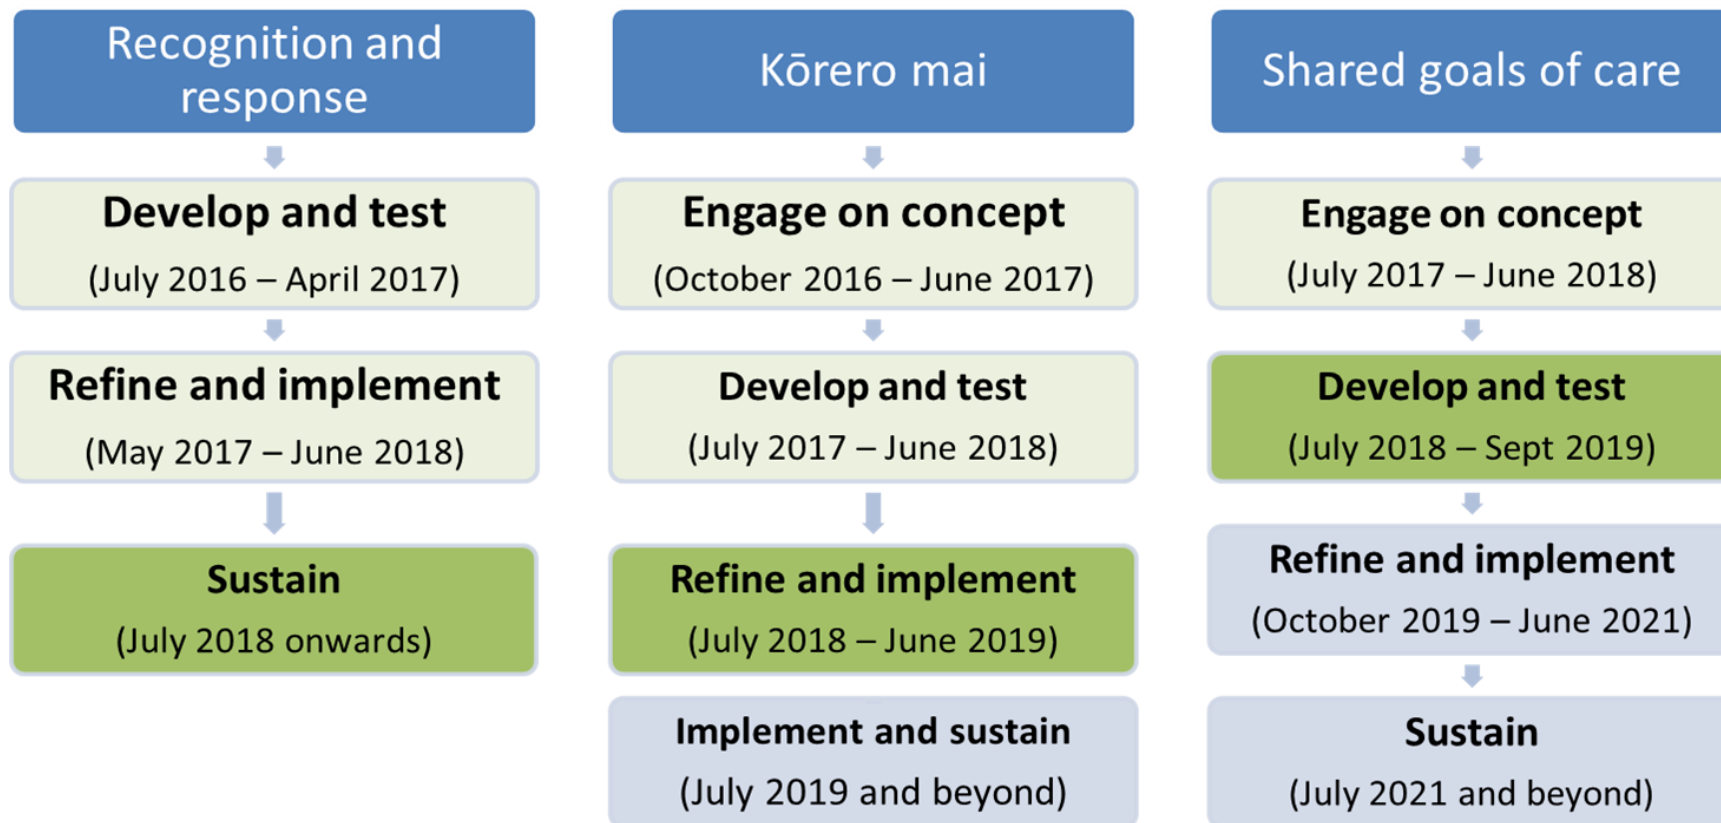 Recognition and
response
Develop and test
(July 2016 – April 2017)
Refine and implement
(May 2017 – June 2018)
Sustain
(July 2018 onwards)
Kōrero mai
Engage on concept
(October 2016 – June 2017)
Develop and test
(July 2017 – June 2018)
Refine and implement
(July 2018 – June 2019)
Implement and sustain
(July 2019 and beyond)
Shared goals of care
Engage on concept
(July 2017 – June 2018)
Develop and test
(July 2018 – Sept 2019)
Refine and implement
(October 2019 – June 2021)
Sustain
(July 2021 and beyond)